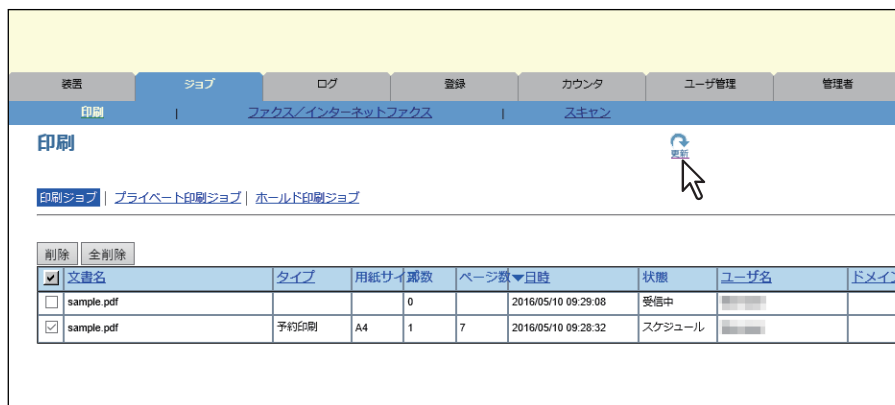 装置 ジョブ ログ 登録 カウンタ ユーザ管理 管理者
印刷 | ファクス／インターネットファクス | スキャン
印刷
更新
印刷ジョブ | プライベート印刷ジョブ | ホールド印刷ジョブ
削除 全削除
文書名 タイプ 用紙サイ 部数 ページ数 ▼日時 状態 ユーザ名 ドメイン
sample.pdf 0 2016/05/10 09:29:08 受信中
sample.pdf 予約印刷 A4 1 7 2016/05/10 09:28:32 スケジュール